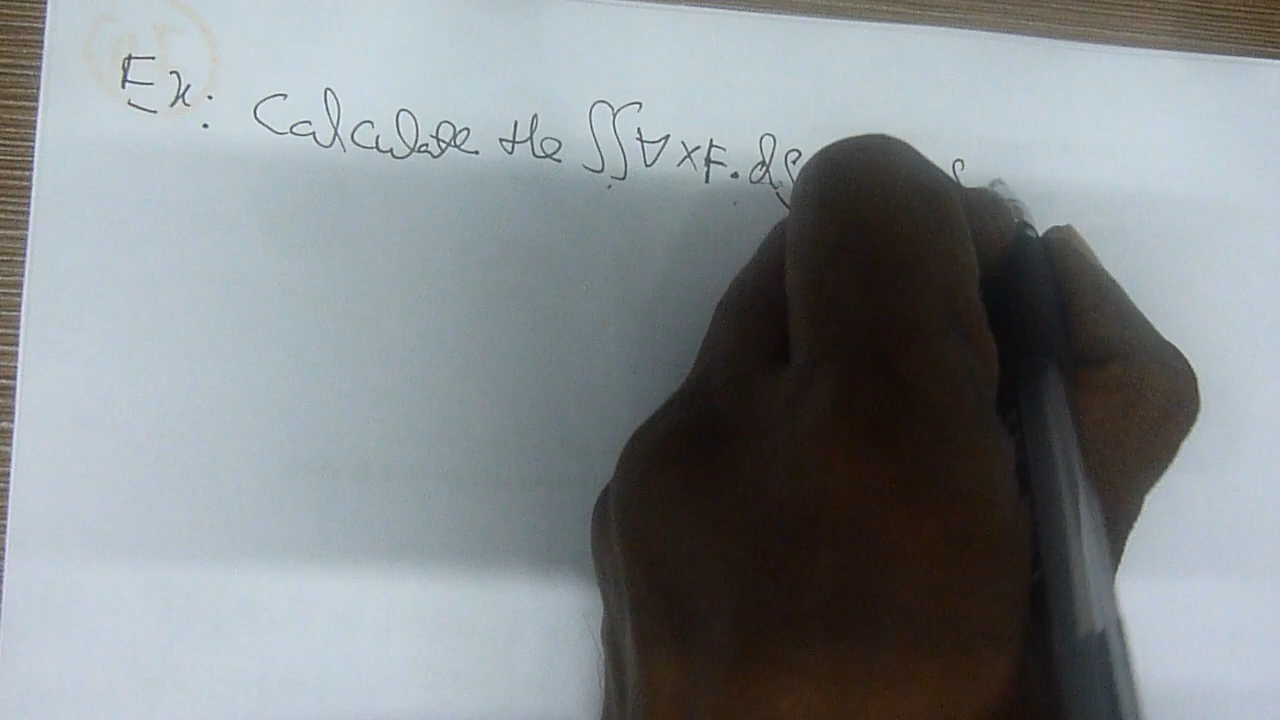 Ex: Calculate the ∬∇×F.ds